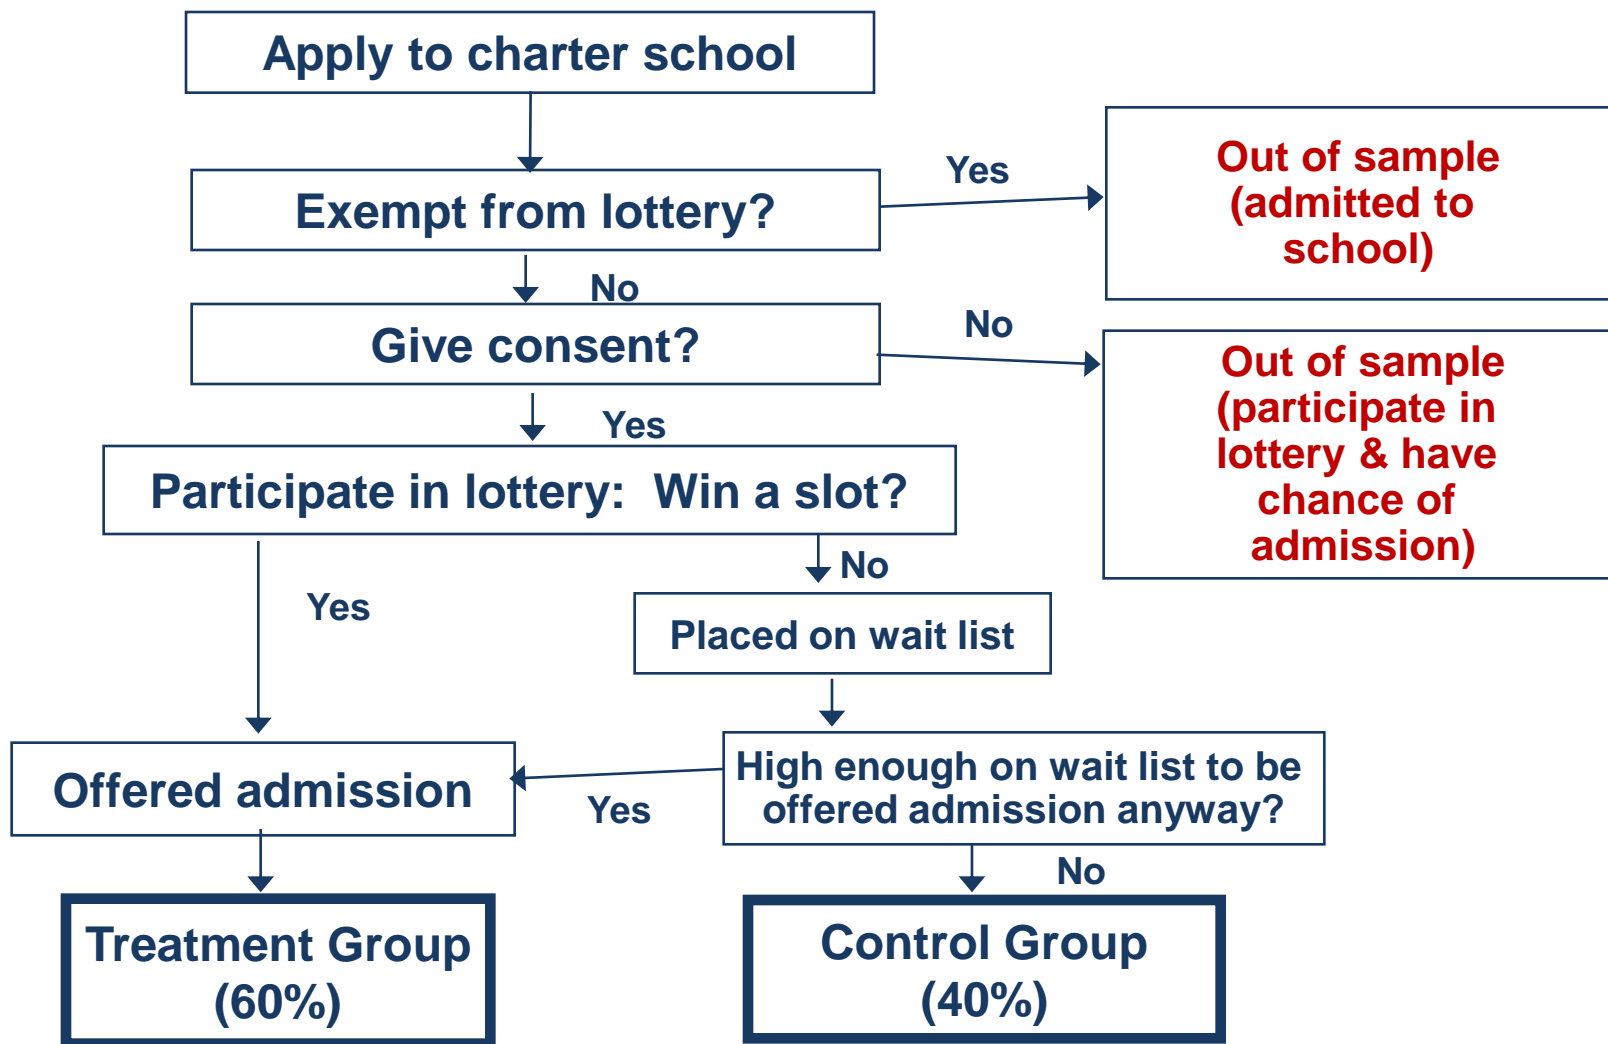 Apply to charter school
Exempt from lottery?
Yes
Out of sample
(admitted to
school)
No
Give consent?
No
Out of sample
(participate in
lottery & have
chance of
admission)
Yes
Participate in lottery:  Win a slot?
Yes
No
Placed on wait list
Offered admission
Yes
High enough on wait list to be
offered admission anyway?
No
Treatment Group
(60%)
Control Group
(40%)